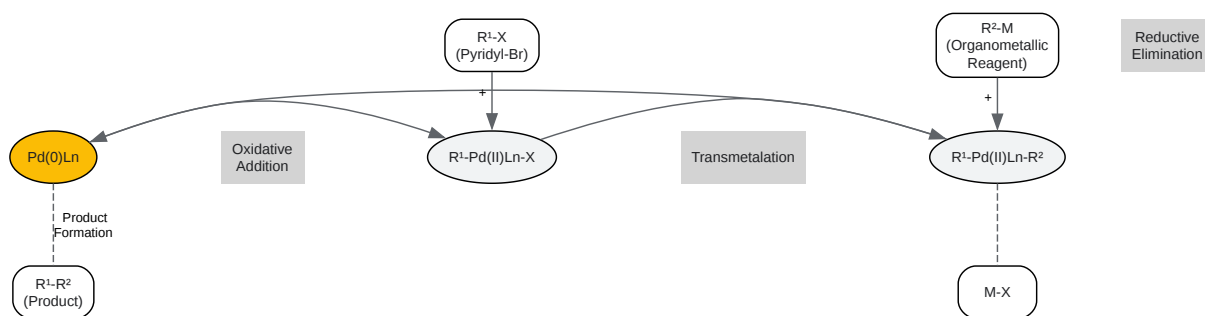 R¹-X
(Pyridyl-Br)
R²-M
(Organometallic
Reagent)
Reductive
Elimination
+
+
Pd(0)Ln
Oxidative
Addition
R¹-Pd(II)Ln-X
Transmetalation
R¹-Pd(II)Ln-R²
Product
Formation
R¹-R²
(Product)
M-X